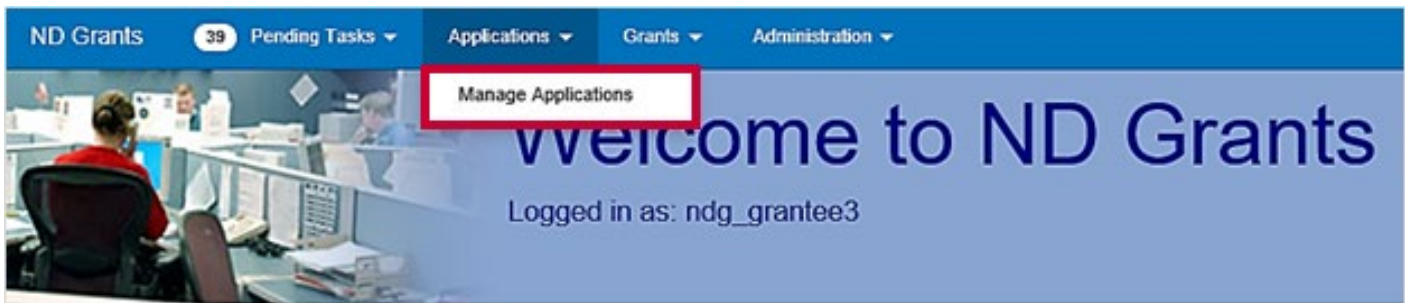 ND Grants 39 Pending Tasks Applications Grants Administration
Manage Applications
Welcome to ND Grants
Logged in as: ndg_grantee3